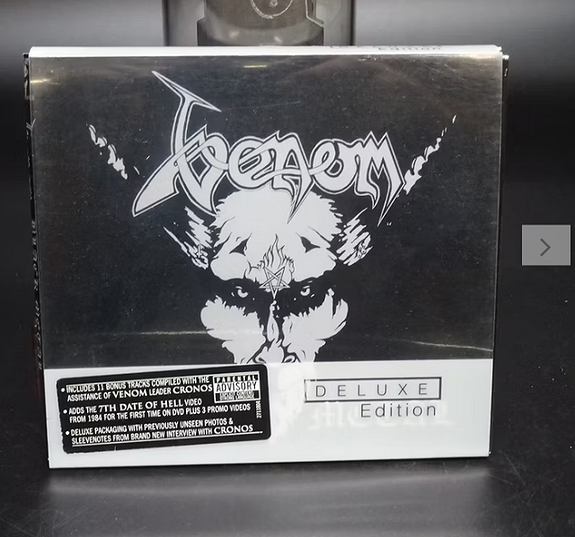 Edition
Venom
• INCLUDES 11 BONUS TRACKS COMPILED WITH THE
ASSISTANCE OF VENOM LEADER CRONOS
PARENTAL
ADVISORY
• ADDS THE 7TH DATE OF HELL VIDEO
FROM 1984 FOR THE FIRST TIME ON DVD PLUS 3 PROMO VIDEOS
• DELUXE PACKAGING WITH PREVIOUSLY UNSEEN PHOTOS &
SLEEVENOTES FROM BRAND NEW INTERVIEW WITH CRONOS
DELUXE
Edition
METAL